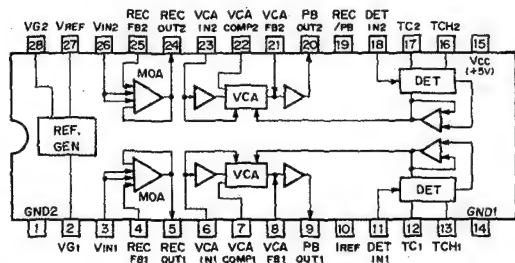 VG2 VREF VIN2 REC FB2 REC OUT2 VCA IN2 VCA COMP2 VCA FB2 PB OUT2 REC /PB DET IN2 TC2 TCH2
28 27 26 25 24 23 22 21 20 19 18 17 16 15
VCC (+5V)
MOA VCA DET
REF. GEN
MOA VCA DET
GND2 GND1
1 2 3 4 5 6 7 8 9 10 11 12 13 14
VG1 VIN1 REC FB1 REC OUT1 VCA IN1 VCA COMP1 VCA FB1 PB OUT1 IREF DET IN1 TC1 TCH1